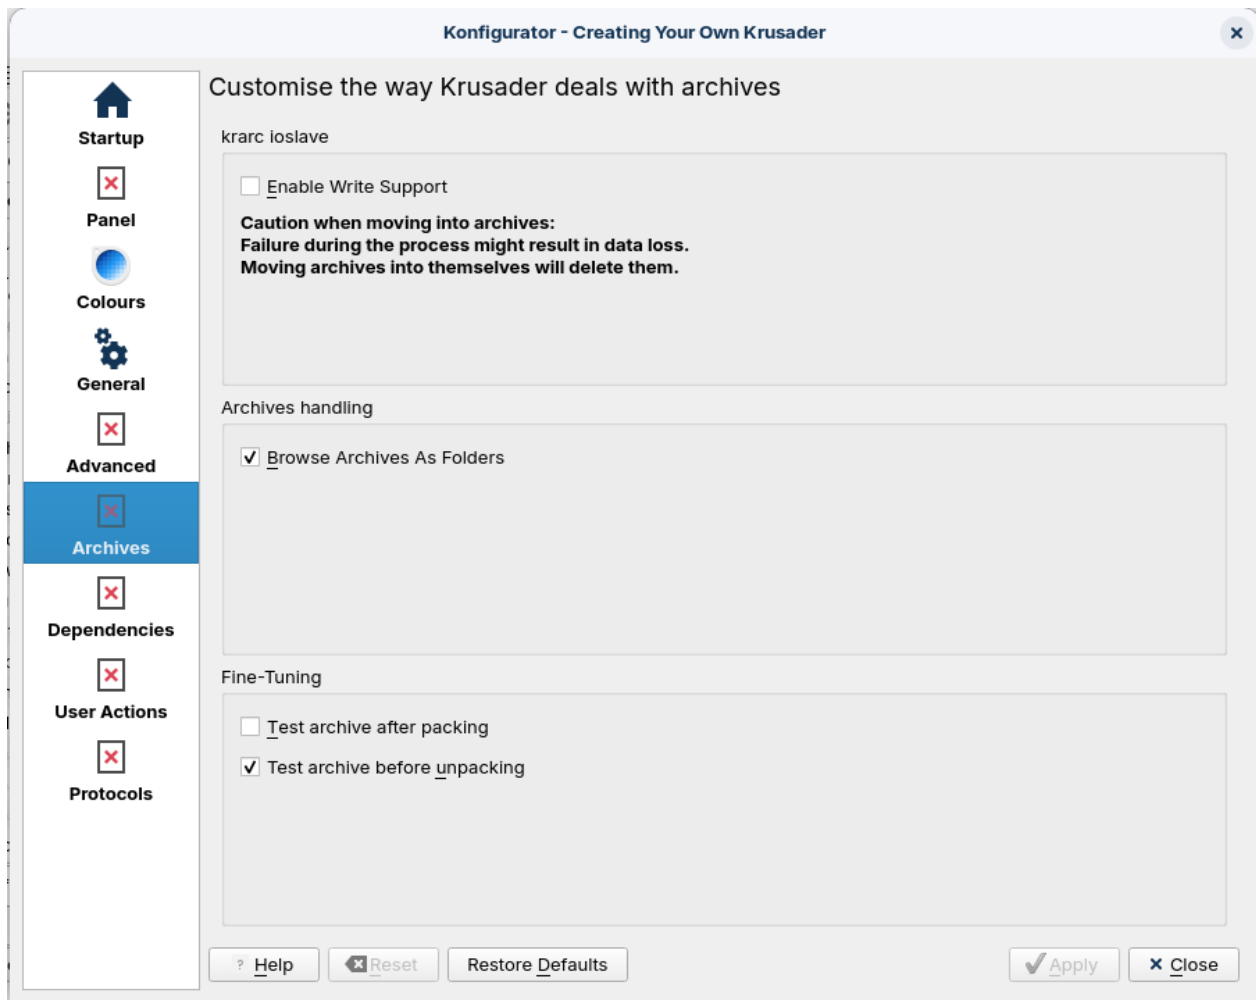 Konfigurator - Creating Your Own Krusader
Startup
Panel
Colours
General
Advanced
Archives
Dependencies
User Actions
Protocols
Customise the way Krusader deals with archives
krarc ioslave
Enable Write Support
Caution when moving into archives:
Failure during the process might result in data loss.
Moving archives into themselves will delete them.
Archives handling
Browse Archives As Folders
Fine-Tuning
Test archive after packing
Test archive before unpacking
? Help
Reset
Restore Defaults
Apply
Close